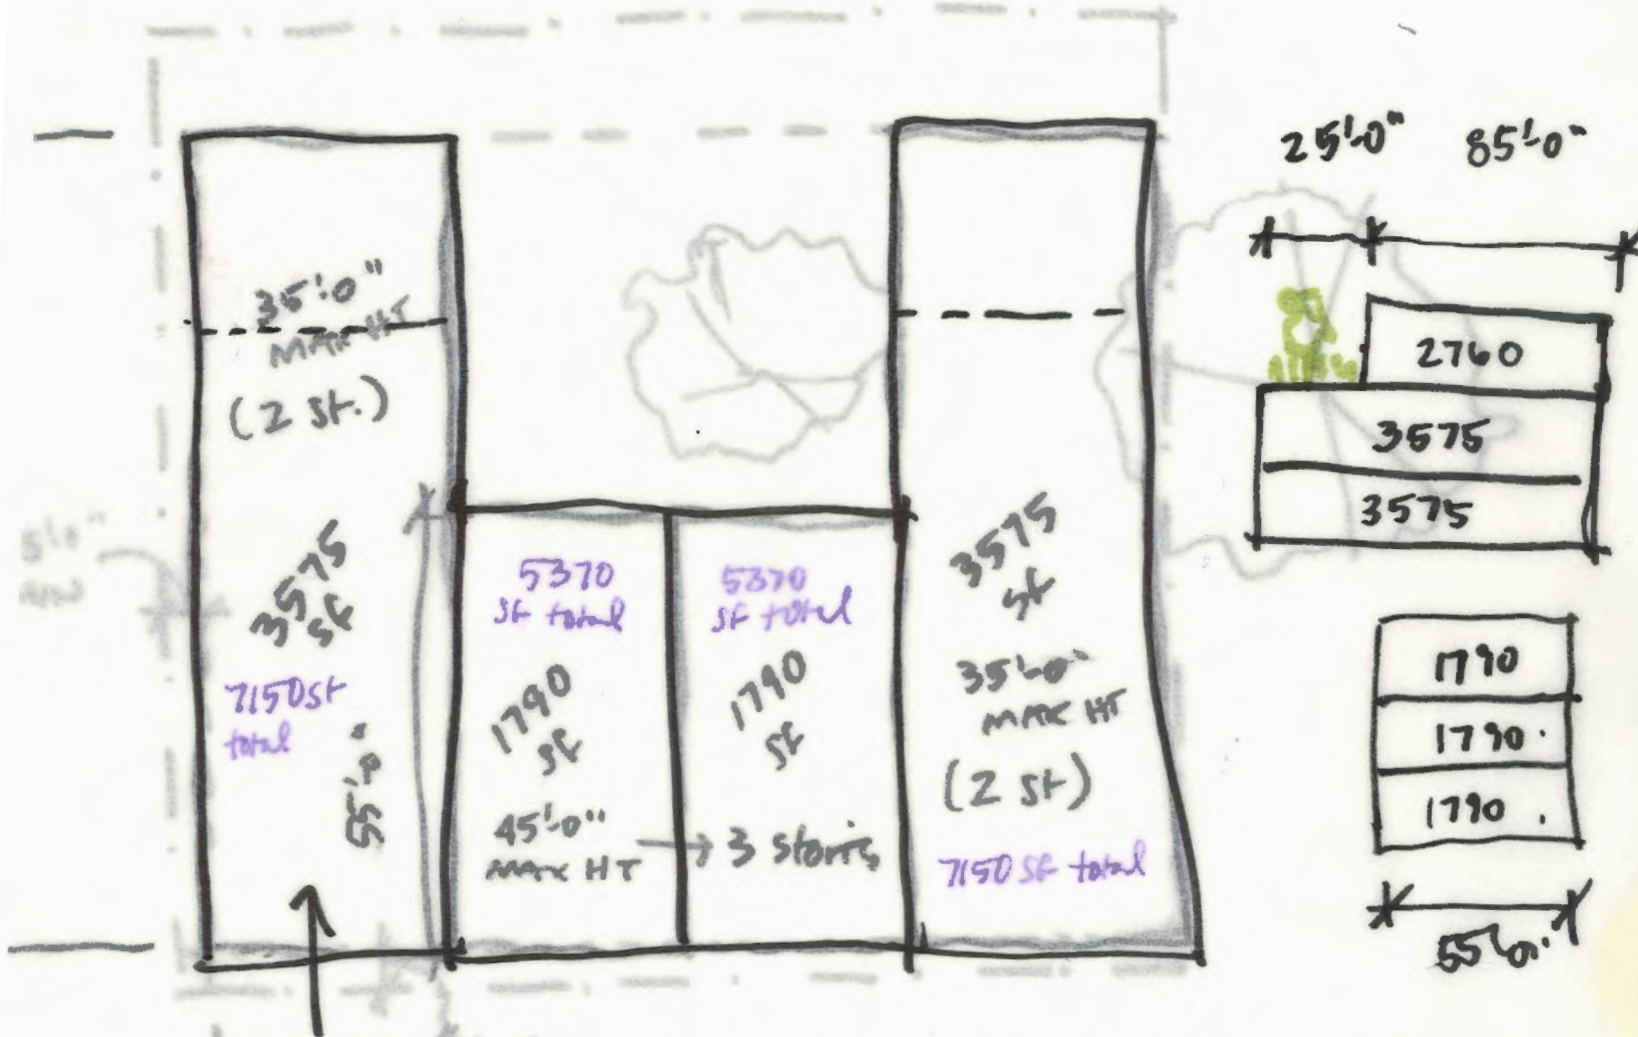 25'-0" 85'-0"
35'-0"
MAX HT
(2 st.)
3575
SF
7150 SF
total
55'-0"
5370
SF total
1790
SF
45'-0"
MAX HT → 3 stories
5370
SF total
1790
SF
3575
SF
35'-0"
MAX HT
(2 St)
7150 SF total
2760
3575
3575
1790
1790
1790
55'-0"